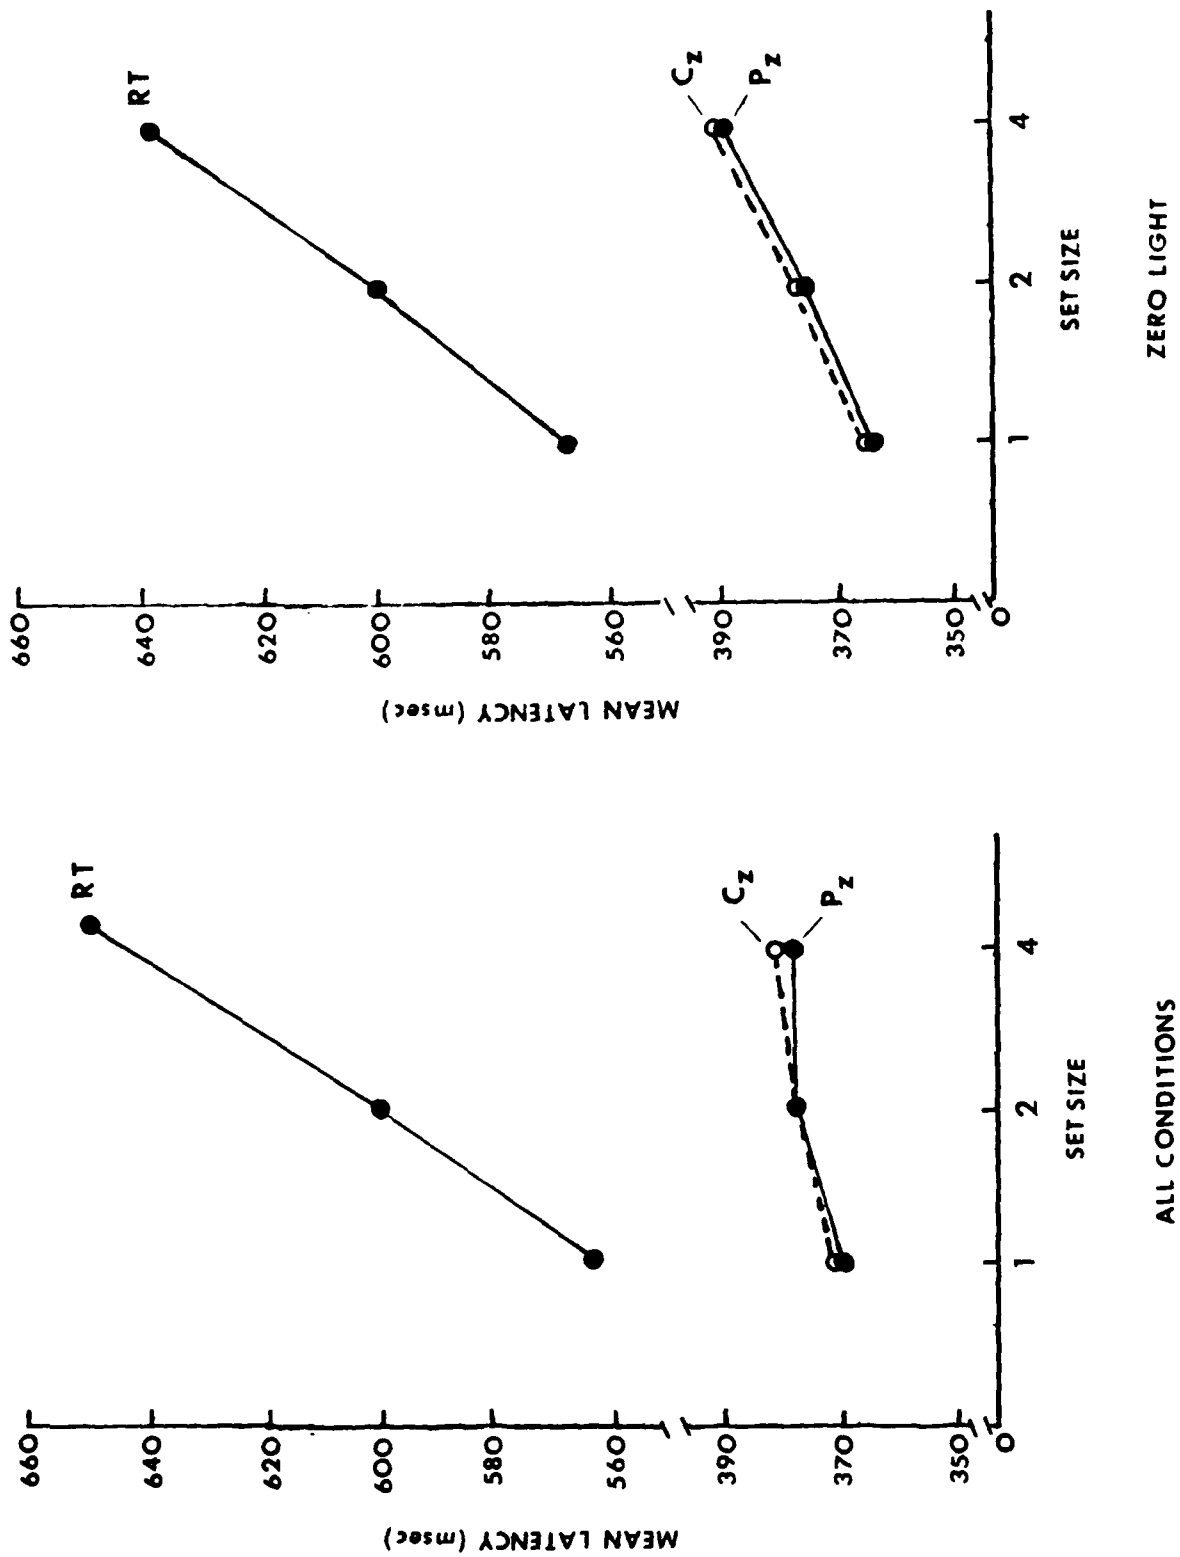 MEAN LATENCY (msec)
660
640
620
600
580
560
390
370
350
0
RT
Cz
Pz
1
2
4
SET SIZE
ALL CONDITIONS
MEAN LATENCY (msec)
660
640
620
600
580
560
390
370
350
0
RT
Cz
Pz
1
2
4
SET SIZE
ZERO LIGHT